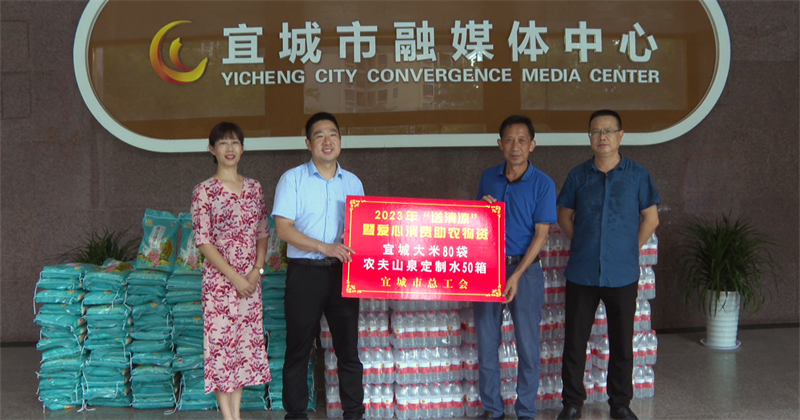 宜城市融媒体中心
YICHENG CITY CONVERGENCE MEDIA CENTER
2023年“送清凉”
暨爱心消费助农物资
宜城大米80袋
农夫山泉定制水50箱
宜城市总工会